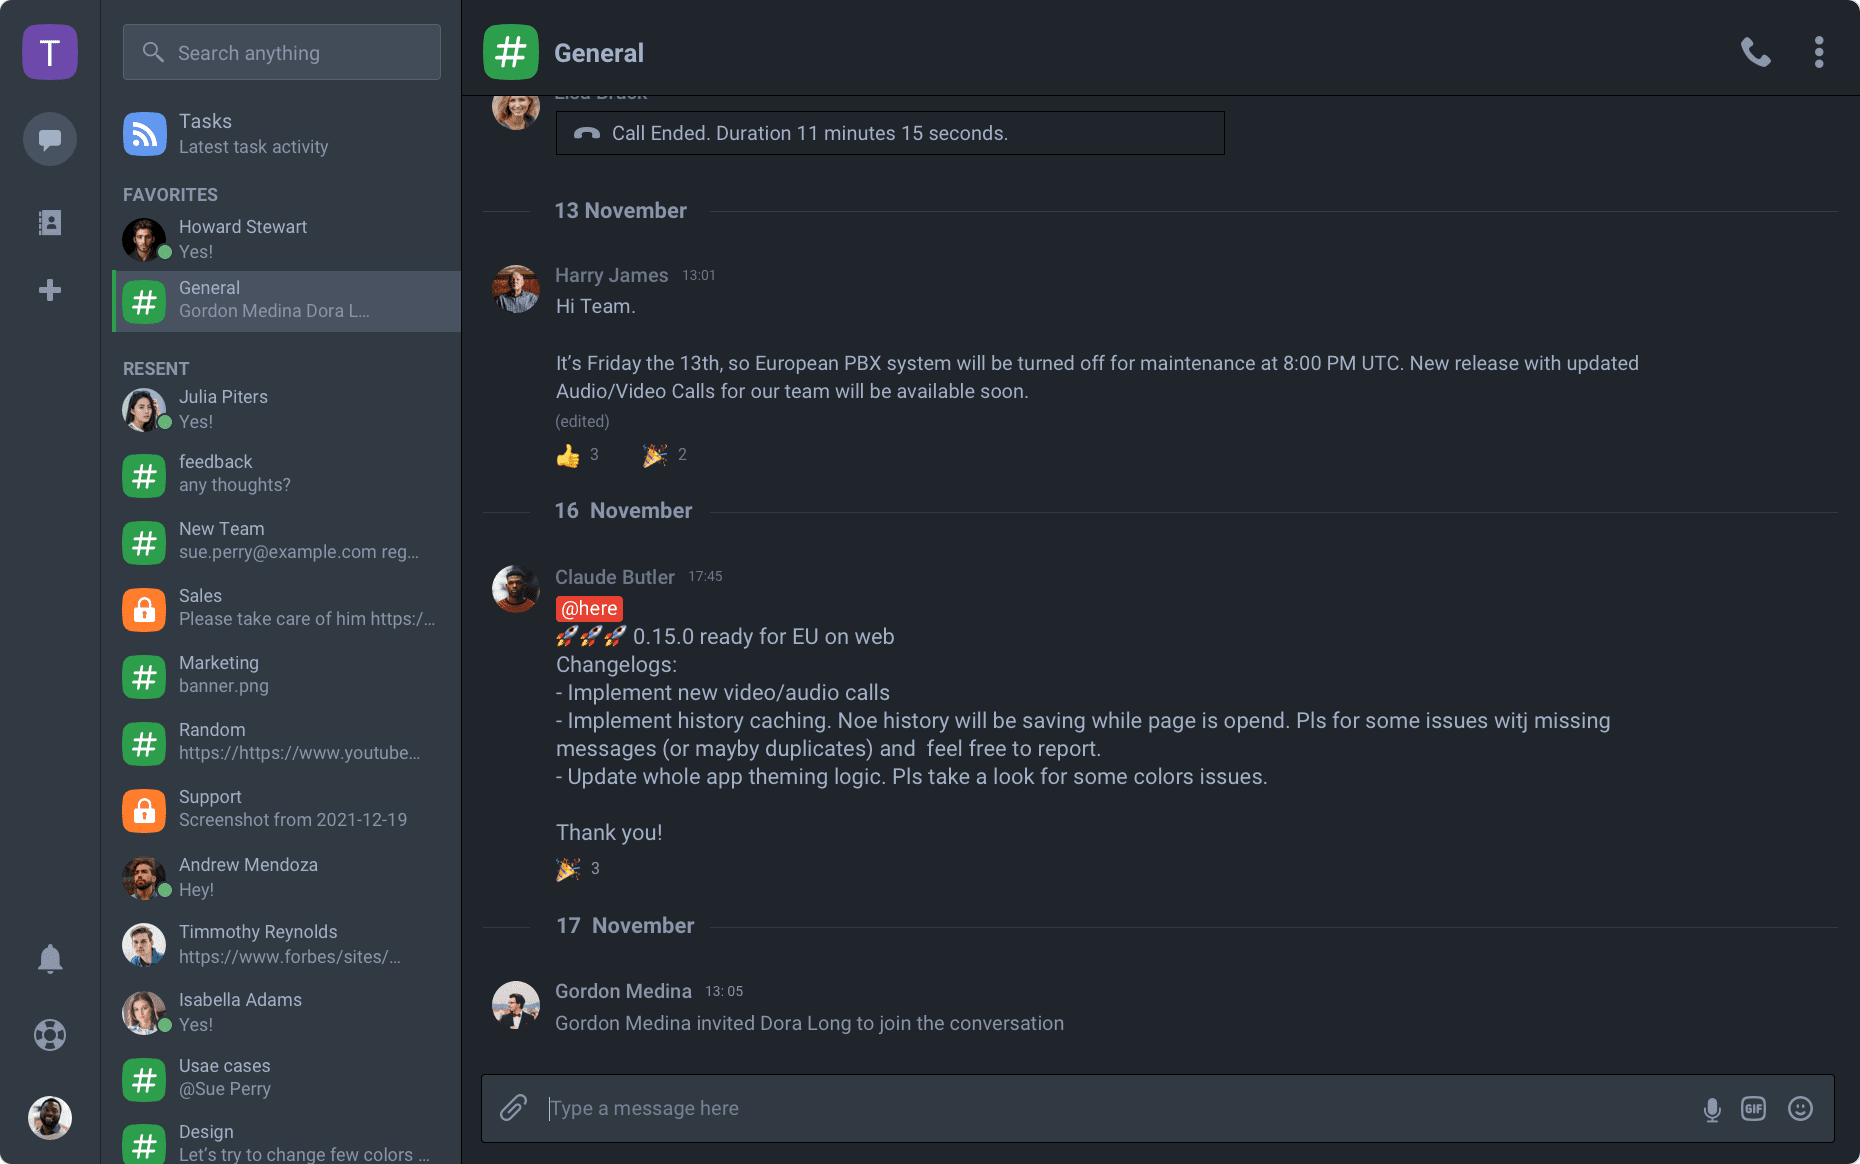 T
Search anything
Tasks
Latest task activity
FAVORITES
Howard Stewart
Yes!
General
Gordon Medina Dora L...
RESENT
Julia Piters
Yes!
feedback
any thoughts?
New Team
sue.perry@example.com reg...
Sales
Please take care of him https:/...
Marketing
banner.png
Random
https://https://www.youtube...
Support
Screenshot from 2021-12-19
Andrew Mendoza
Hey!
Timmothy Reynolds
https://www.forbes/sites/...
Isabella Adams
Yes!
Usae cases
@Sue Perry
Design
Let's try to change few colors ...
# General
Call Ended. Duration 11 minutes 15 seconds.
13 November
Harry James 13:01
Hi Team.
It's Friday the 13th, so European PBX system will be turned off for maintenance at 8:00 PM UTC. New release with updated
Audio/Video Calls for our team will be available soon.
(edited)
👍 3 🎉 2
16 November
Claude Butler 17:45
@here
🚀🚀🚀 0.15.0 ready for EU on web
Changelogs:
- Implement new video/audio calls
- Implement history caching. Noe history will be saving while page is opend. Pls for some issues witj missing
messages (or mayby duplicates) and  feel free to report.
- Update whole app theming logic. Pls take a look for some colors issues.
Thank you!
🎉 3
17 November
Gordon Medina 13: 05
Gordon Medina invited Dora Long to join the conversation
Type a message here
GIF